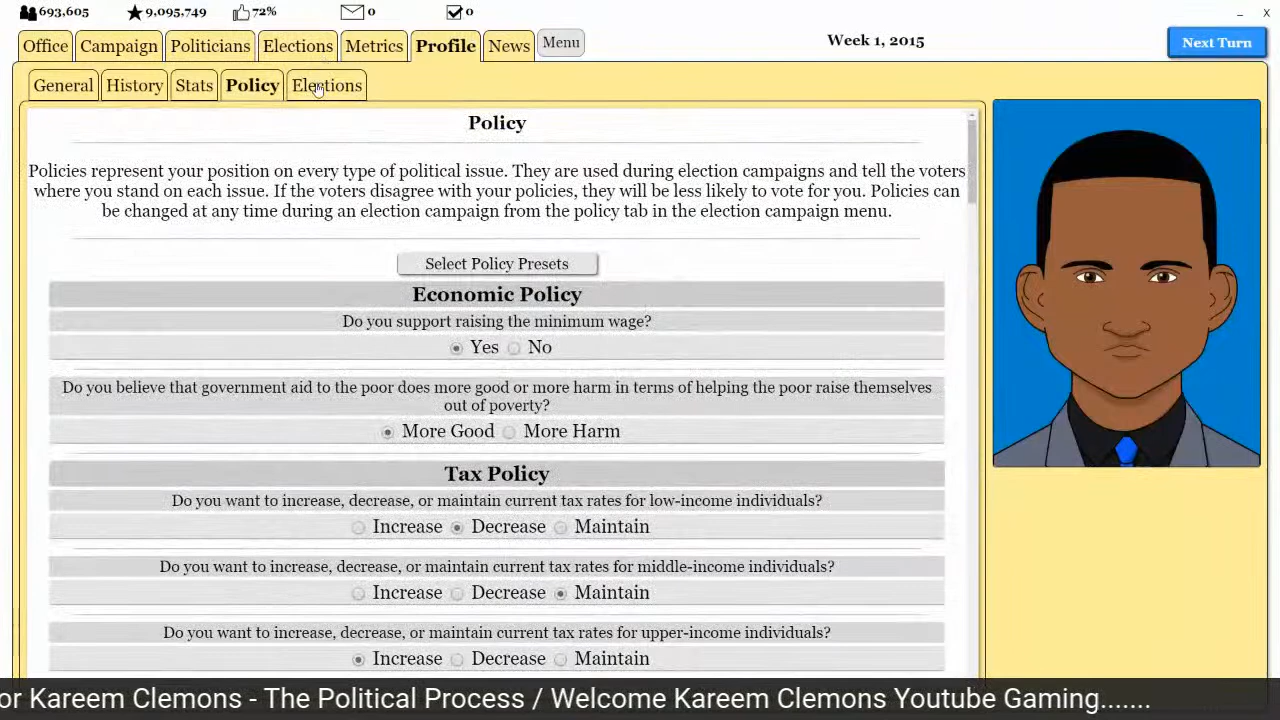 693,605 9,095,749 72% 0 0
_ X
Office Campaign Politicians Elections Metrics Profile News Menu
Week 1, 2015
Next Turn
General History Stats Policy Elections
Policy
Policies represent your position on every type of political issue. They are used during election campaigns and tell the voters
where you stand on each issue. If the voters disagree with your policies, they will be less likely to vote for you. Policies can
be changed at any time during an election campaign from the policy tab in the election campaign menu.
Select Policy Presets
Economic Policy
Do you support raising the minimum wage?
Yes No
Do you believe that government aid to the poor does more good or more harm in terms of helping the poor raise themselves
out of poverty?
More Good More Harm
Tax Policy
Do you want to increase, decrease, or maintain current tax rates for low-income individuals?
Increase Decrease Maintain
Do you want to increase, decrease, or maintain current tax rates for middle-income individuals?
Increase Decrease Maintain
Do you want to increase, decrease, or maintain current tax rates for upper-income individuals?
Increase Decrease Maintain
or Kareem Clemons - The Political Process / Welcome Kareem Clemons Youtube Gaming.......